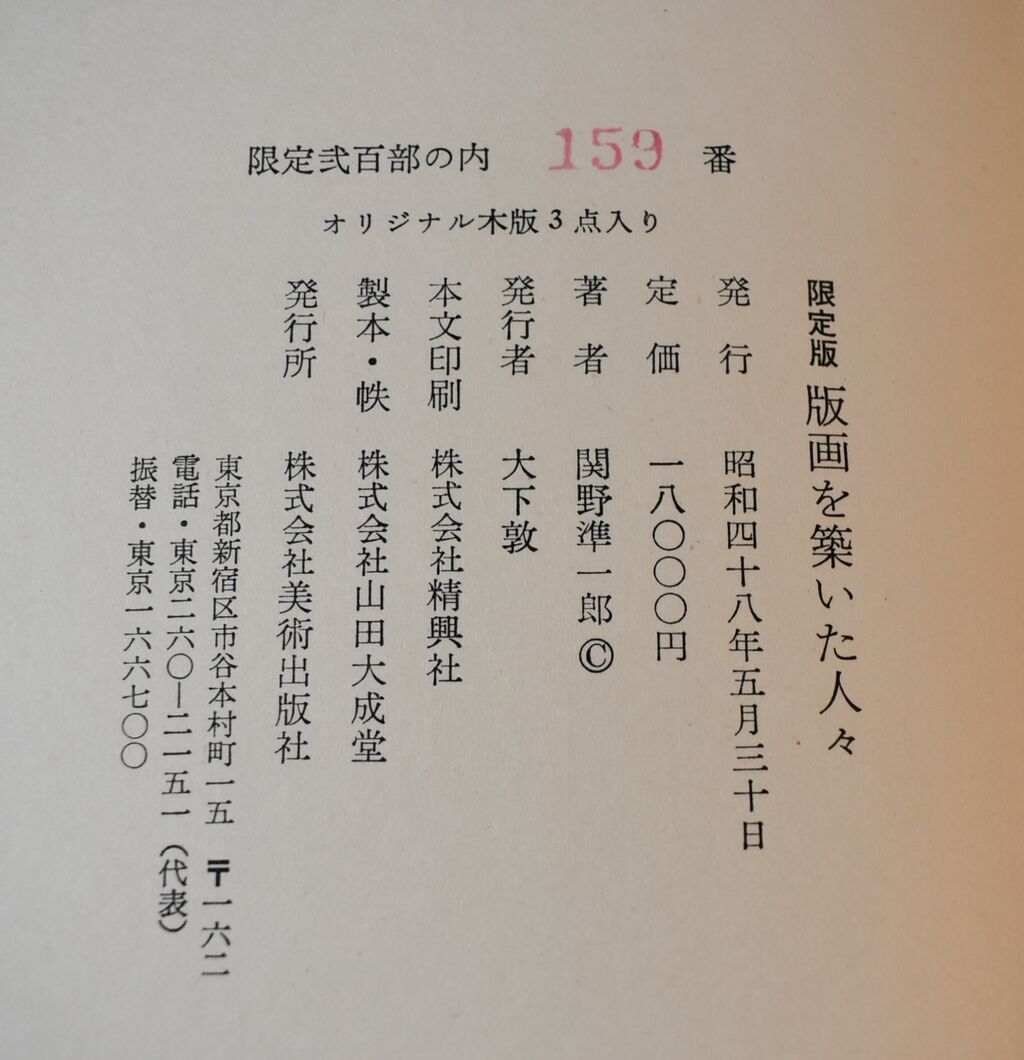 限定弐百部の内 159 番
オリジナル木版3点入り
限定版 版画を築いた人々
発行 昭和四十八年五月三十日
定価 一八〇〇〇円
著者 関野準一郎©
発行者 大下敦
本文印刷 株式会社精興社
製本・帙 株式会社山田大成堂
発行所 株式会社美術出版社
東京都新宿区市谷本村町一五 〒一六二
電話・東京二六〇―二一五一(代表)
振替・東京一六六七〇〇